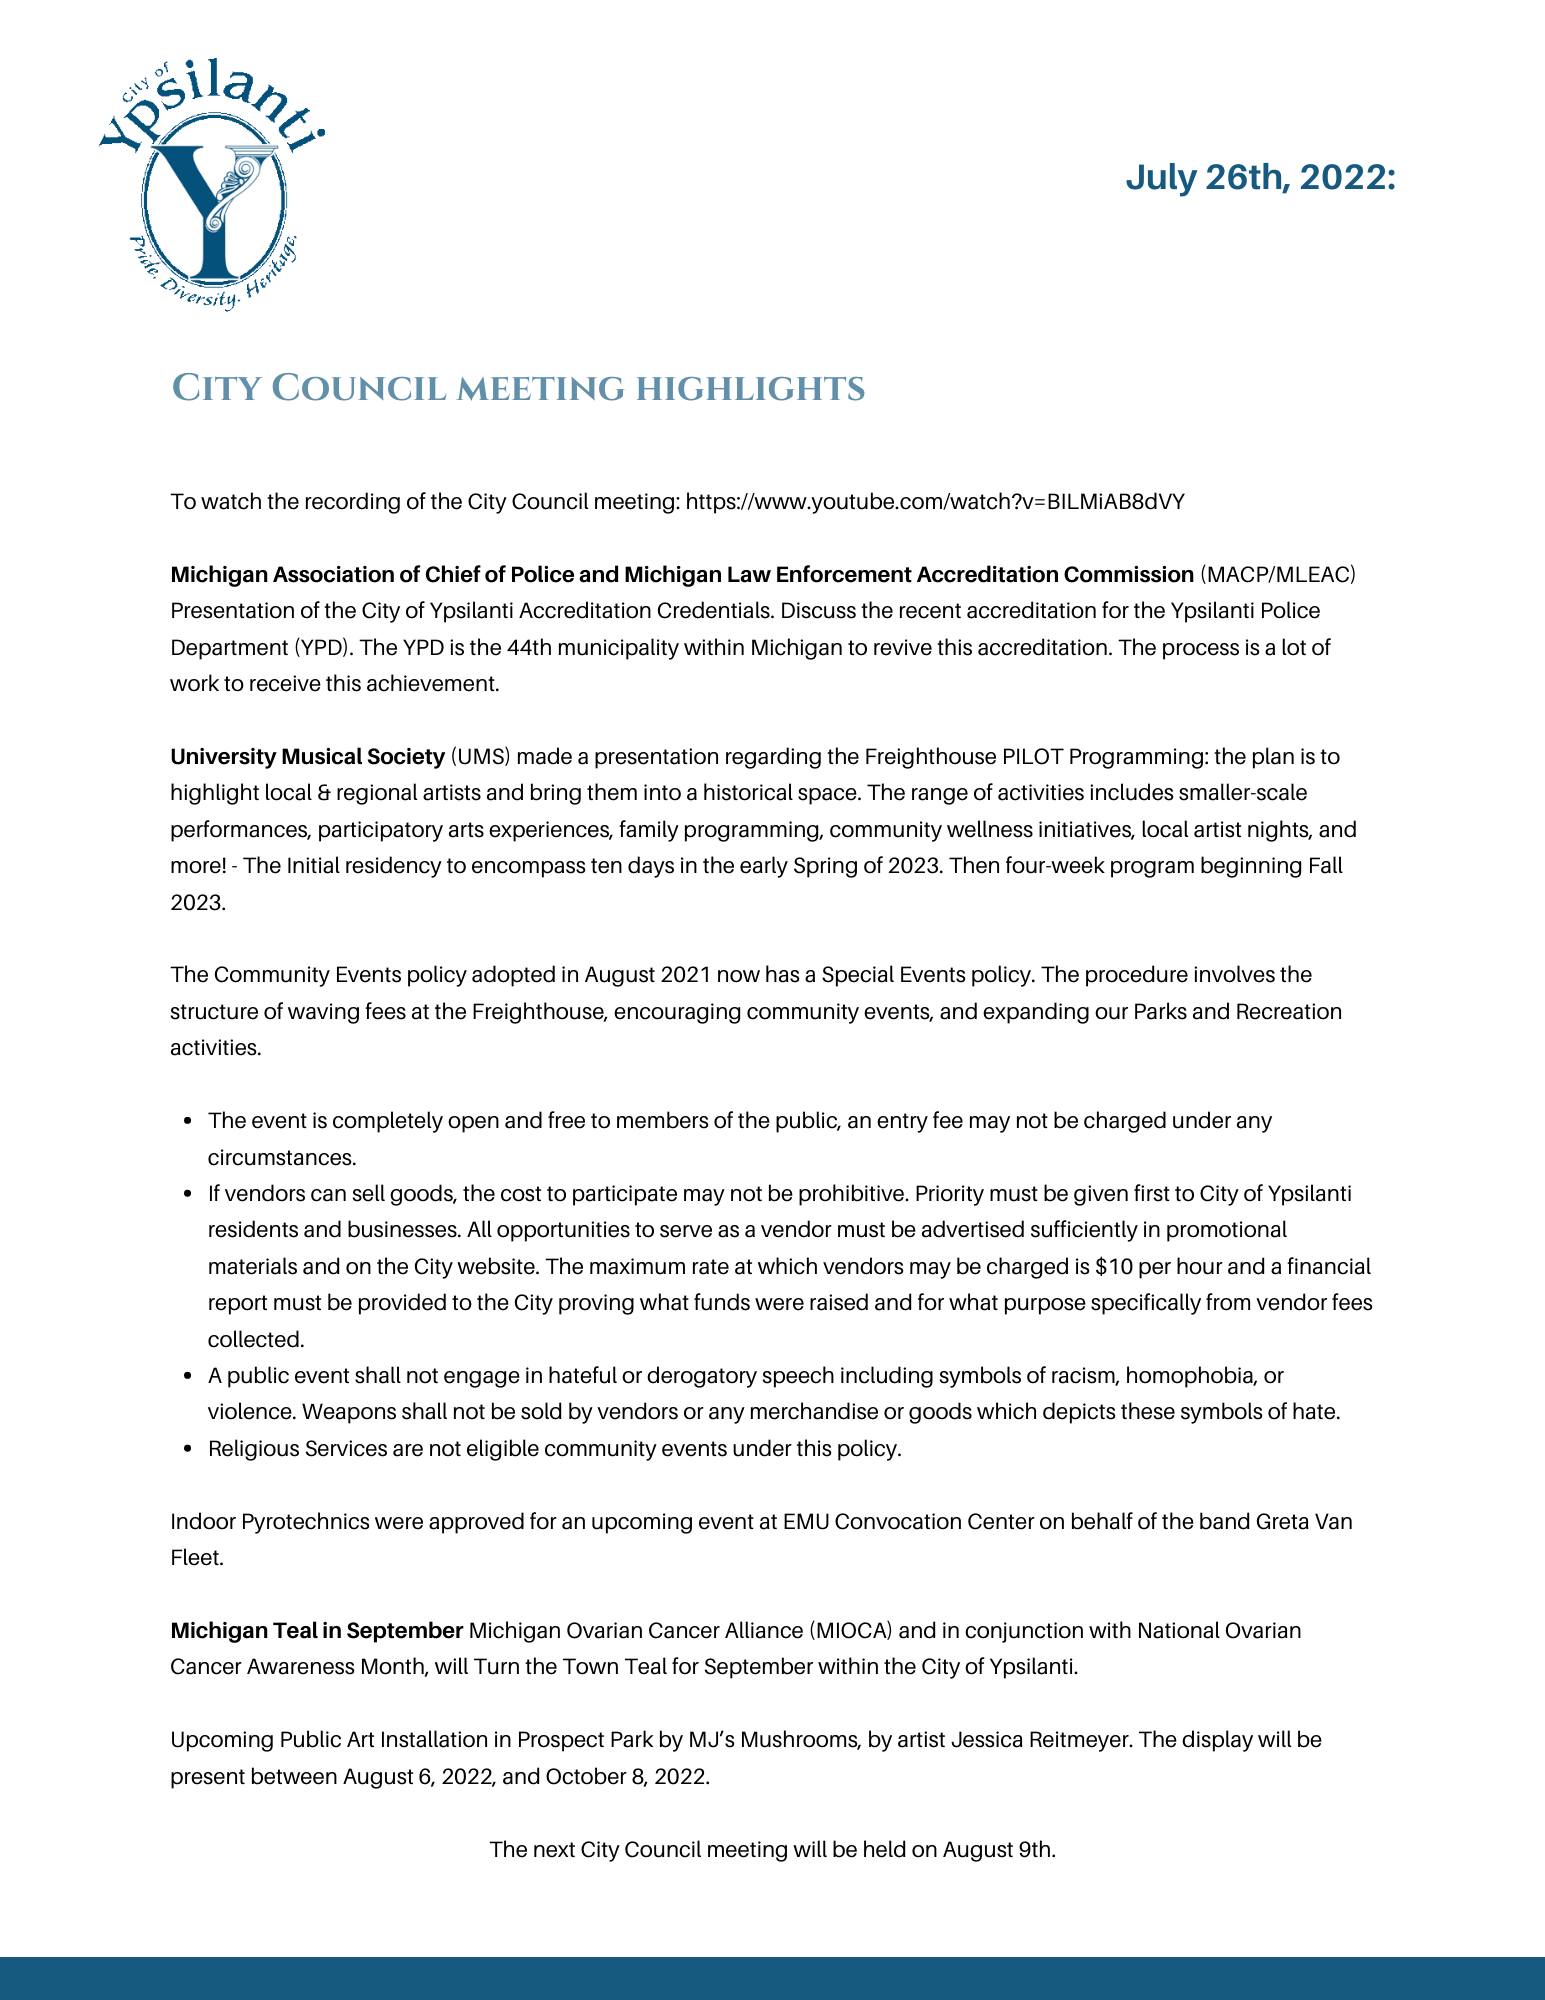 City of
Ypsilanti
Y
Pride. Diversity. Heritage.
July 26th, 2022:
City Council meeting highlights
To watch the recording of the City Council meeting: https://www.youtube.com/watch?v=BILMiAB8dVY
Michigan Association of Chief of Police and Michigan Law Enforcement Accreditation Commission (MACP/MLEAC)
Presentation of the City of Ypsilanti Accreditation Credentials. Discuss the recent accreditation for the Ypsilanti Police
Department (YPD). The YPD is the 44th municipality within Michigan to revive this accreditation. The process is a lot of
work to receive this achievement.
University Musical Society (UMS) made a presentation regarding the Freighthouse PILOT Programming: the plan is to
highlight local & regional artists and bring them into a historical space. The range of activities includes smaller-scale
performances, participatory arts experiences, family programming, community wellness initiatives, local artist nights, and
more! - The Initial residency to encompass ten days in the early Spring of 2023. Then four-week program beginning Fall
2023.
The Community Events policy adopted in August 2021 now has a Special Events policy. The procedure involves the
structure of waving fees at the Freighthouse, encouraging community events, and expanding our Parks and Recreation
activities.
• The event is completely open and free to members of the public, an entry fee may not be charged under any
circumstances.
• If vendors can sell goods, the cost to participate may not be prohibitive. Priority must be given first to City of Ypsilanti
residents and businesses. All opportunities to serve as a vendor must be advertised sufficiently in promotional
materials and on the City website. The maximum rate at which vendors may be charged is $10 per hour and a financial
report must be provided to the City proving what funds were raised and for what purpose specifically from vendor fees
collected.
• A public event shall not engage in hateful or derogatory speech including symbols of racism, homophobia, or
violence. Weapons shall not be sold by vendors or any merchandise or goods which depicts these symbols of hate.
• Religious Services are not eligible community events under this policy.
Indoor Pyrotechnics were approved for an upcoming event at EMU Convocation Center on behalf of the band Greta Van
Fleet.
Michigan Teal in September Michigan Ovarian Cancer Alliance (MIOCA) and in conjunction with National Ovarian
Cancer Awareness Month, will Turn the Town Teal for September within the City of Ypsilanti.
Upcoming Public Art Installation in Prospect Park by MJ’s Mushrooms, by artist Jessica Reitmeyer. The display will be
present between August 6, 2022, and October 8, 2022.
The next City Council meeting will be held on August 9th.